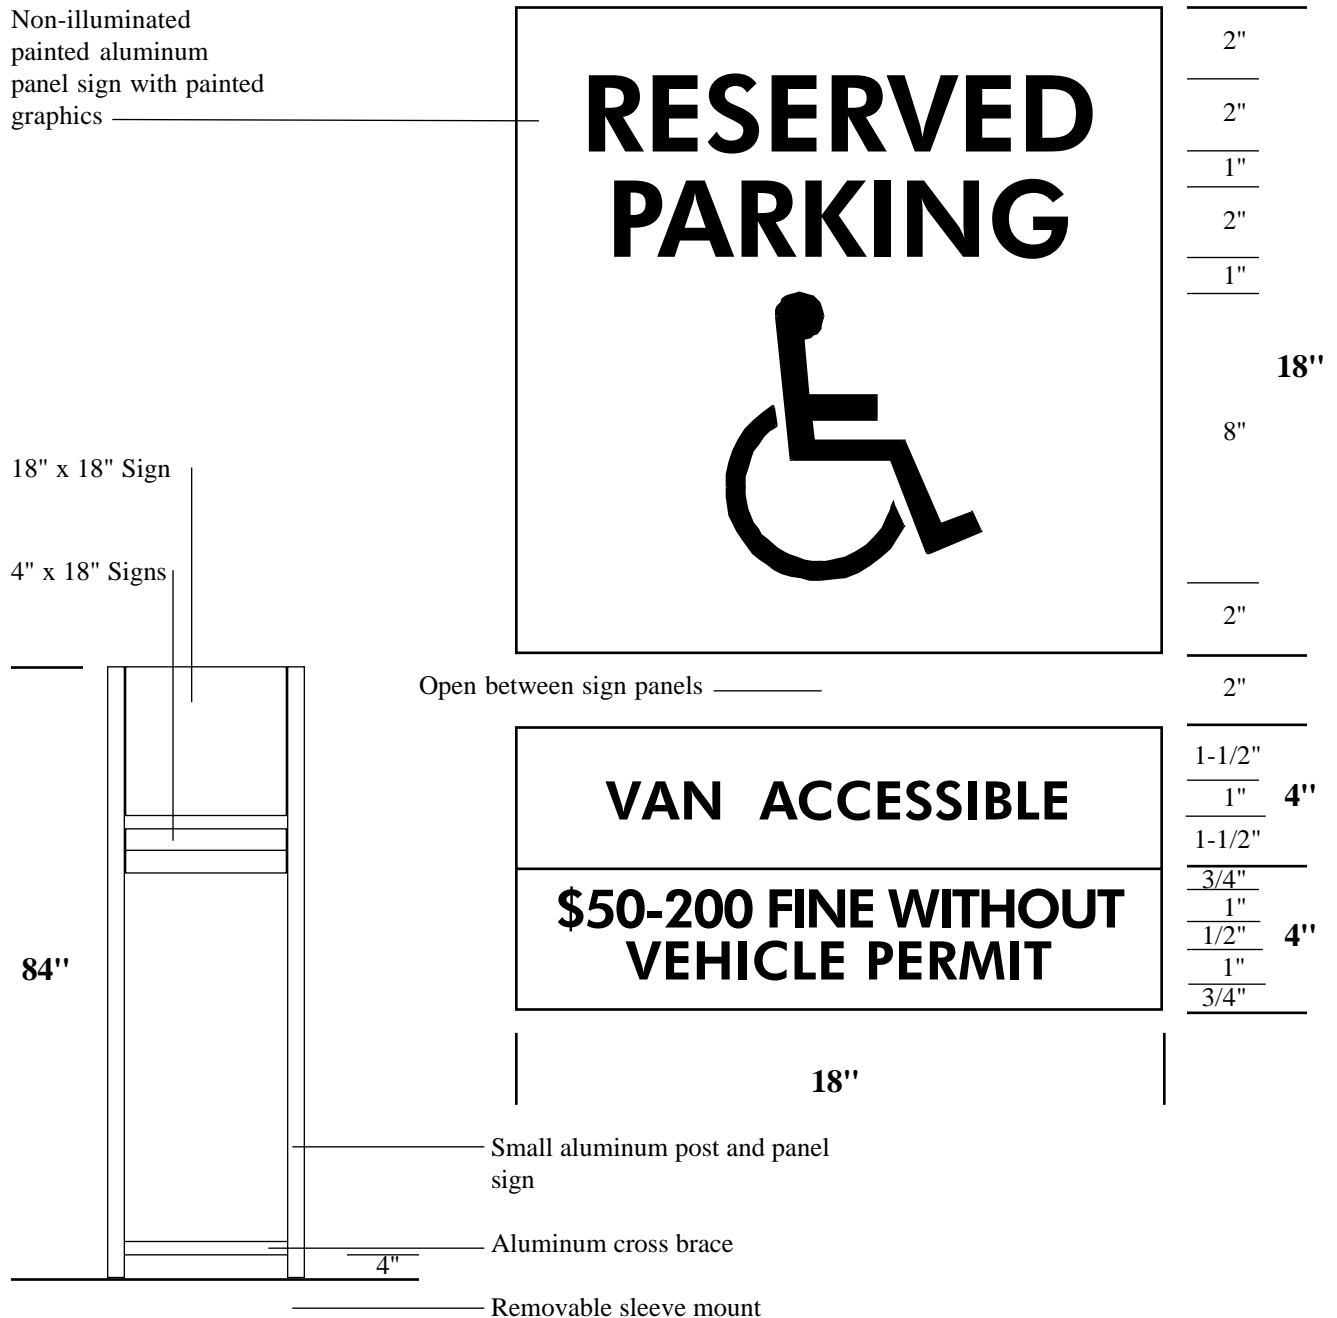 Non-illuminated
painted aluminum
panel sign with painted
graphics
RESERVED
PARKING
2"
2"
1"
2"
1"
8"
18"
2"
18" x 18" Sign
4" x 18" Signs
Open between sign panels
2"
VAN ACCESSIBLE
1-1/2"
1"
4"
1-1/2"
$50-200 FINE WITHOUT
VEHICLE PERMIT
3/4"
1"
1/2"
4"
1"
3/4"
84"
18"
Small aluminum post and panel
sign
Aluminum cross brace
4"
Removable sleeve mount